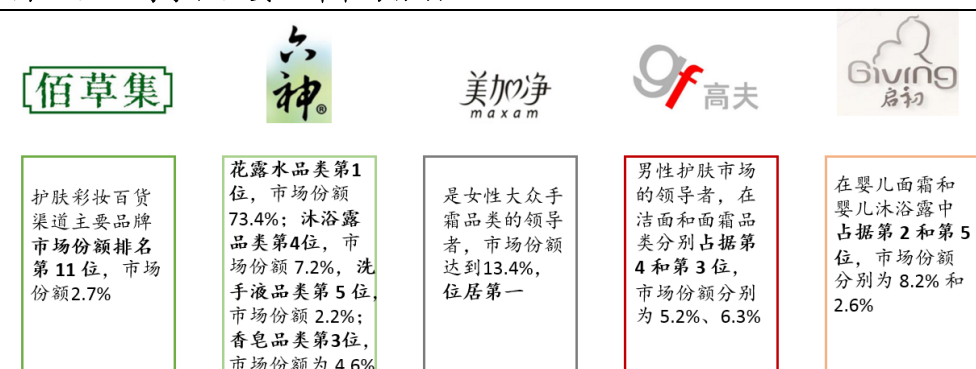 佰草集
六
神®
美加净
maxam
gf 高夫
Giving
启初
护肤彩妆百货
渠道主要品牌
市场份额排名
第 11 位，市场
份额2.7%
花露水品类第1
位，市场份额
73.4%；沐浴露
品类第4位，市
场份额 7.2%，洗
手液品类第 5 位，
市场份额 2.2%；
香皂品类第3位，
市场份额为 4.6%
是女性大众手
霜品类的领导
者，市场份额
达到13.4%，
位居第一
男性护肤市场
的领导者，在
洁面和面霜品
类分别占据第
4 和第 3 位，
市场份额分别
为 5.2%、6.3%
在婴儿面霜和
婴儿沐浴露中
占据第 2 和第 5
位，市场份额
分别为 8.2% 和
2.6%